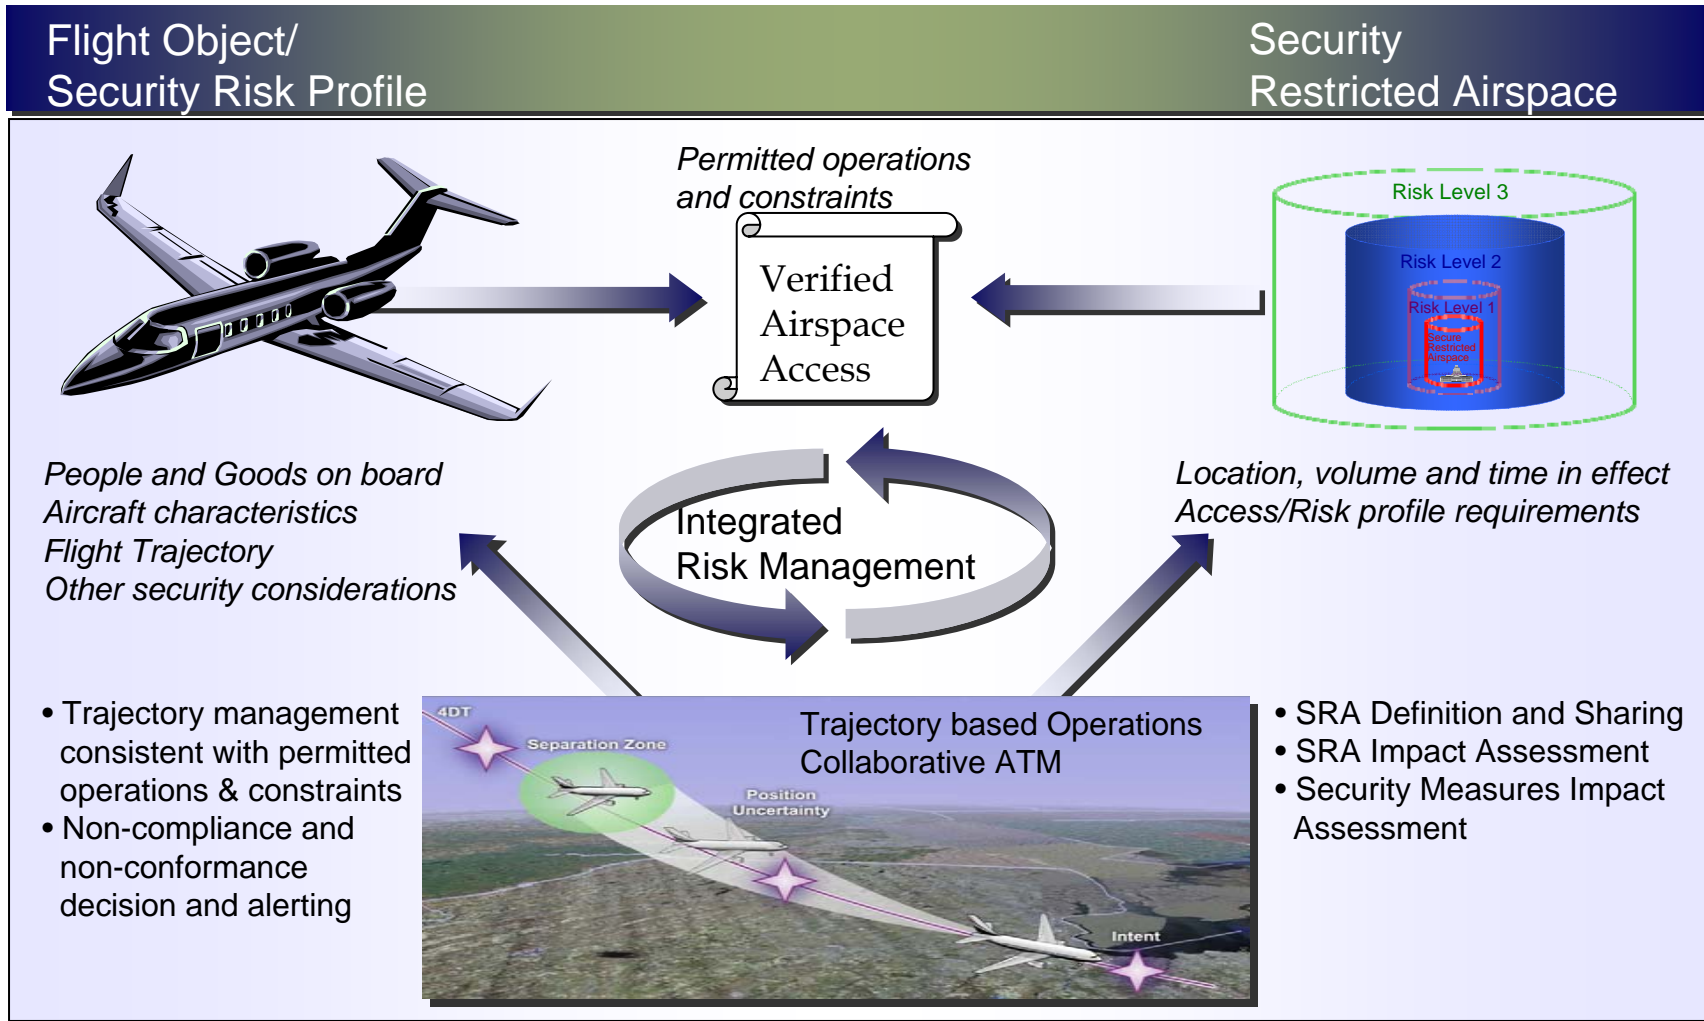 Flight Object/
Security Risk Profile
Security
Restricted Airspace
Permitted operations
and constraints
Verified
Airspace
Access
Risk Level 3
Risk Level 2
Risk Level 1
Secure
Restricted
Airspace
People and Goods on board
Aircraft characteristics
Flight Trajectory
Other security considerations
Integrated
Risk Management
Location, volume and time in effect
Access/Risk profile requirements
• Trajectory management
consistent with permitted
operations & constraints
• Non-compliance and
non-conformance
decision and alerting
4DT
Separation Zone
Trajectory based Operations
Collaborative ATM
Position
Uncertainty
Intent
• SRA Definition and Sharing
• SRA Impact Assessment
• Security Measures Impact
Assessment